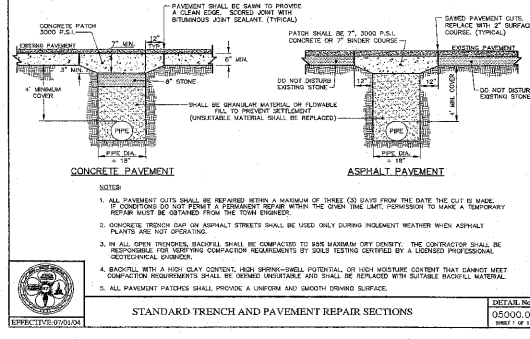 PAVEMENT SHALL BE SAWN TO PROVIDE
A CLEAN EDGE. SCORED JOINT WITH
BITUMINOUS JOINT SEALANT. (TYPICAL)
CONCRETE PATCH
3000 P.S.I.
EXISTING PAVEMENT
7" MIN.
12"
TYP.
6" MIN.
3" MIN.
8" STONE
4' MINIMUM
COVER
SHALL BE GRANULAR MATERIAL OR FLOWABLE
FILL TO PREVENT SETTLEMENT
(UNSUITABLE MATERIAL SHALL BE REPLACED)
PIPE
PIPE DIA.
+ 18"
CONCRETE PAVEMENT
SAWED PAVEMENT CUTS.
REPLACE WITH 2" SURFAC
COURSE. (TYPICAL)
PATCH SHALL BE 7", 3000 P.S.I.
CONCRETE OR 7" BINDER COURSE
EXISTING PAVEMENT
DO NOT DISTURB
EXISTING STONE
12"
12"
4' MIN. COVER
DO NOT DISTUR
EXISTING STONE
PIPE
PIPE DIA.
+ 18"
ASPHALT PAVEMENT
NOTES:
1. ALL PAVEMENT CUTS SHALL BE REPAIRED WITHIN A MAXIMUM OF THREE (3) DAYS FROM THE DATE THE CUT IS MADE.
IF CONDITIONS DO NOT PERMIT A PERMANENT REPAIR WITHIN THE GIVEN TIME LIMIT, PERMISSION TO MAKE A TEMPORARY
REPAIR MUST BE OBTAINED FROM THE TOWN ENGINEER.
2. CONCRETE TRENCH CAP ON ASPHALT STREETS SHALL BE USED ONLY DURING INCLEMENT WEATHER WHEN ASPHALT
PLANTS ARE NOT OPERATING.
3. IN ALL OPEN TRENCHES, BACKFILL SHALL BE COMPACTED TO 95% MAXIMUM DRY DENSITY. THE CONTRACTOR SHALL BE
RESPONSIBLE FOR VERIFYING COMPACTION REQUIREMENTS BY SOILS TESTING CERTIFIED BY A LICENSED PROFESSIONAL
GEOTECHNICAL ENGINEER.
4. BACKFILL WITH A HIGH CLAY CONTENT, HIGH SHRINK-SWELL POTENTIAL, OR HIGH MOISTURE CONTENT THAT CANNOT MEET
COMPACTION REQUIREMENTS SHALL BE DEEMED UNSUITABLE AND SHALL BE REPLACED WITH SUITABLE BACKFILL MATERIAL.
5. ALL PAVEMENT PATCHES SHALL PROVIDE A UNIFORM AND SMOOTH DRIVING SURFACE.
EFFECTIVE:07/01/04
STANDARD TRENCH AND PAVEMENT REPAIR SECTIONS
DETAIL No
05000.0
SHEET 1 OF